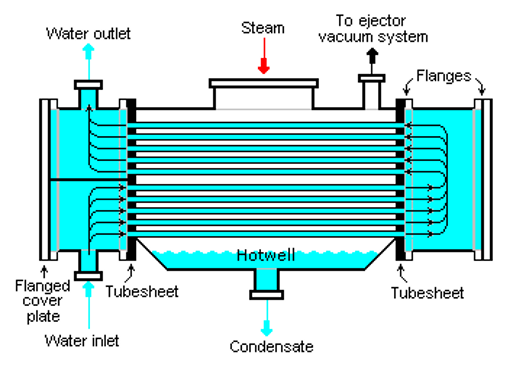 Water outlet
Steam
To ejector
vacuum system
Flanges
Hotwell
Flanged
cover
plate
Tubesheet
Tubesheet
Water inlet
Condensate